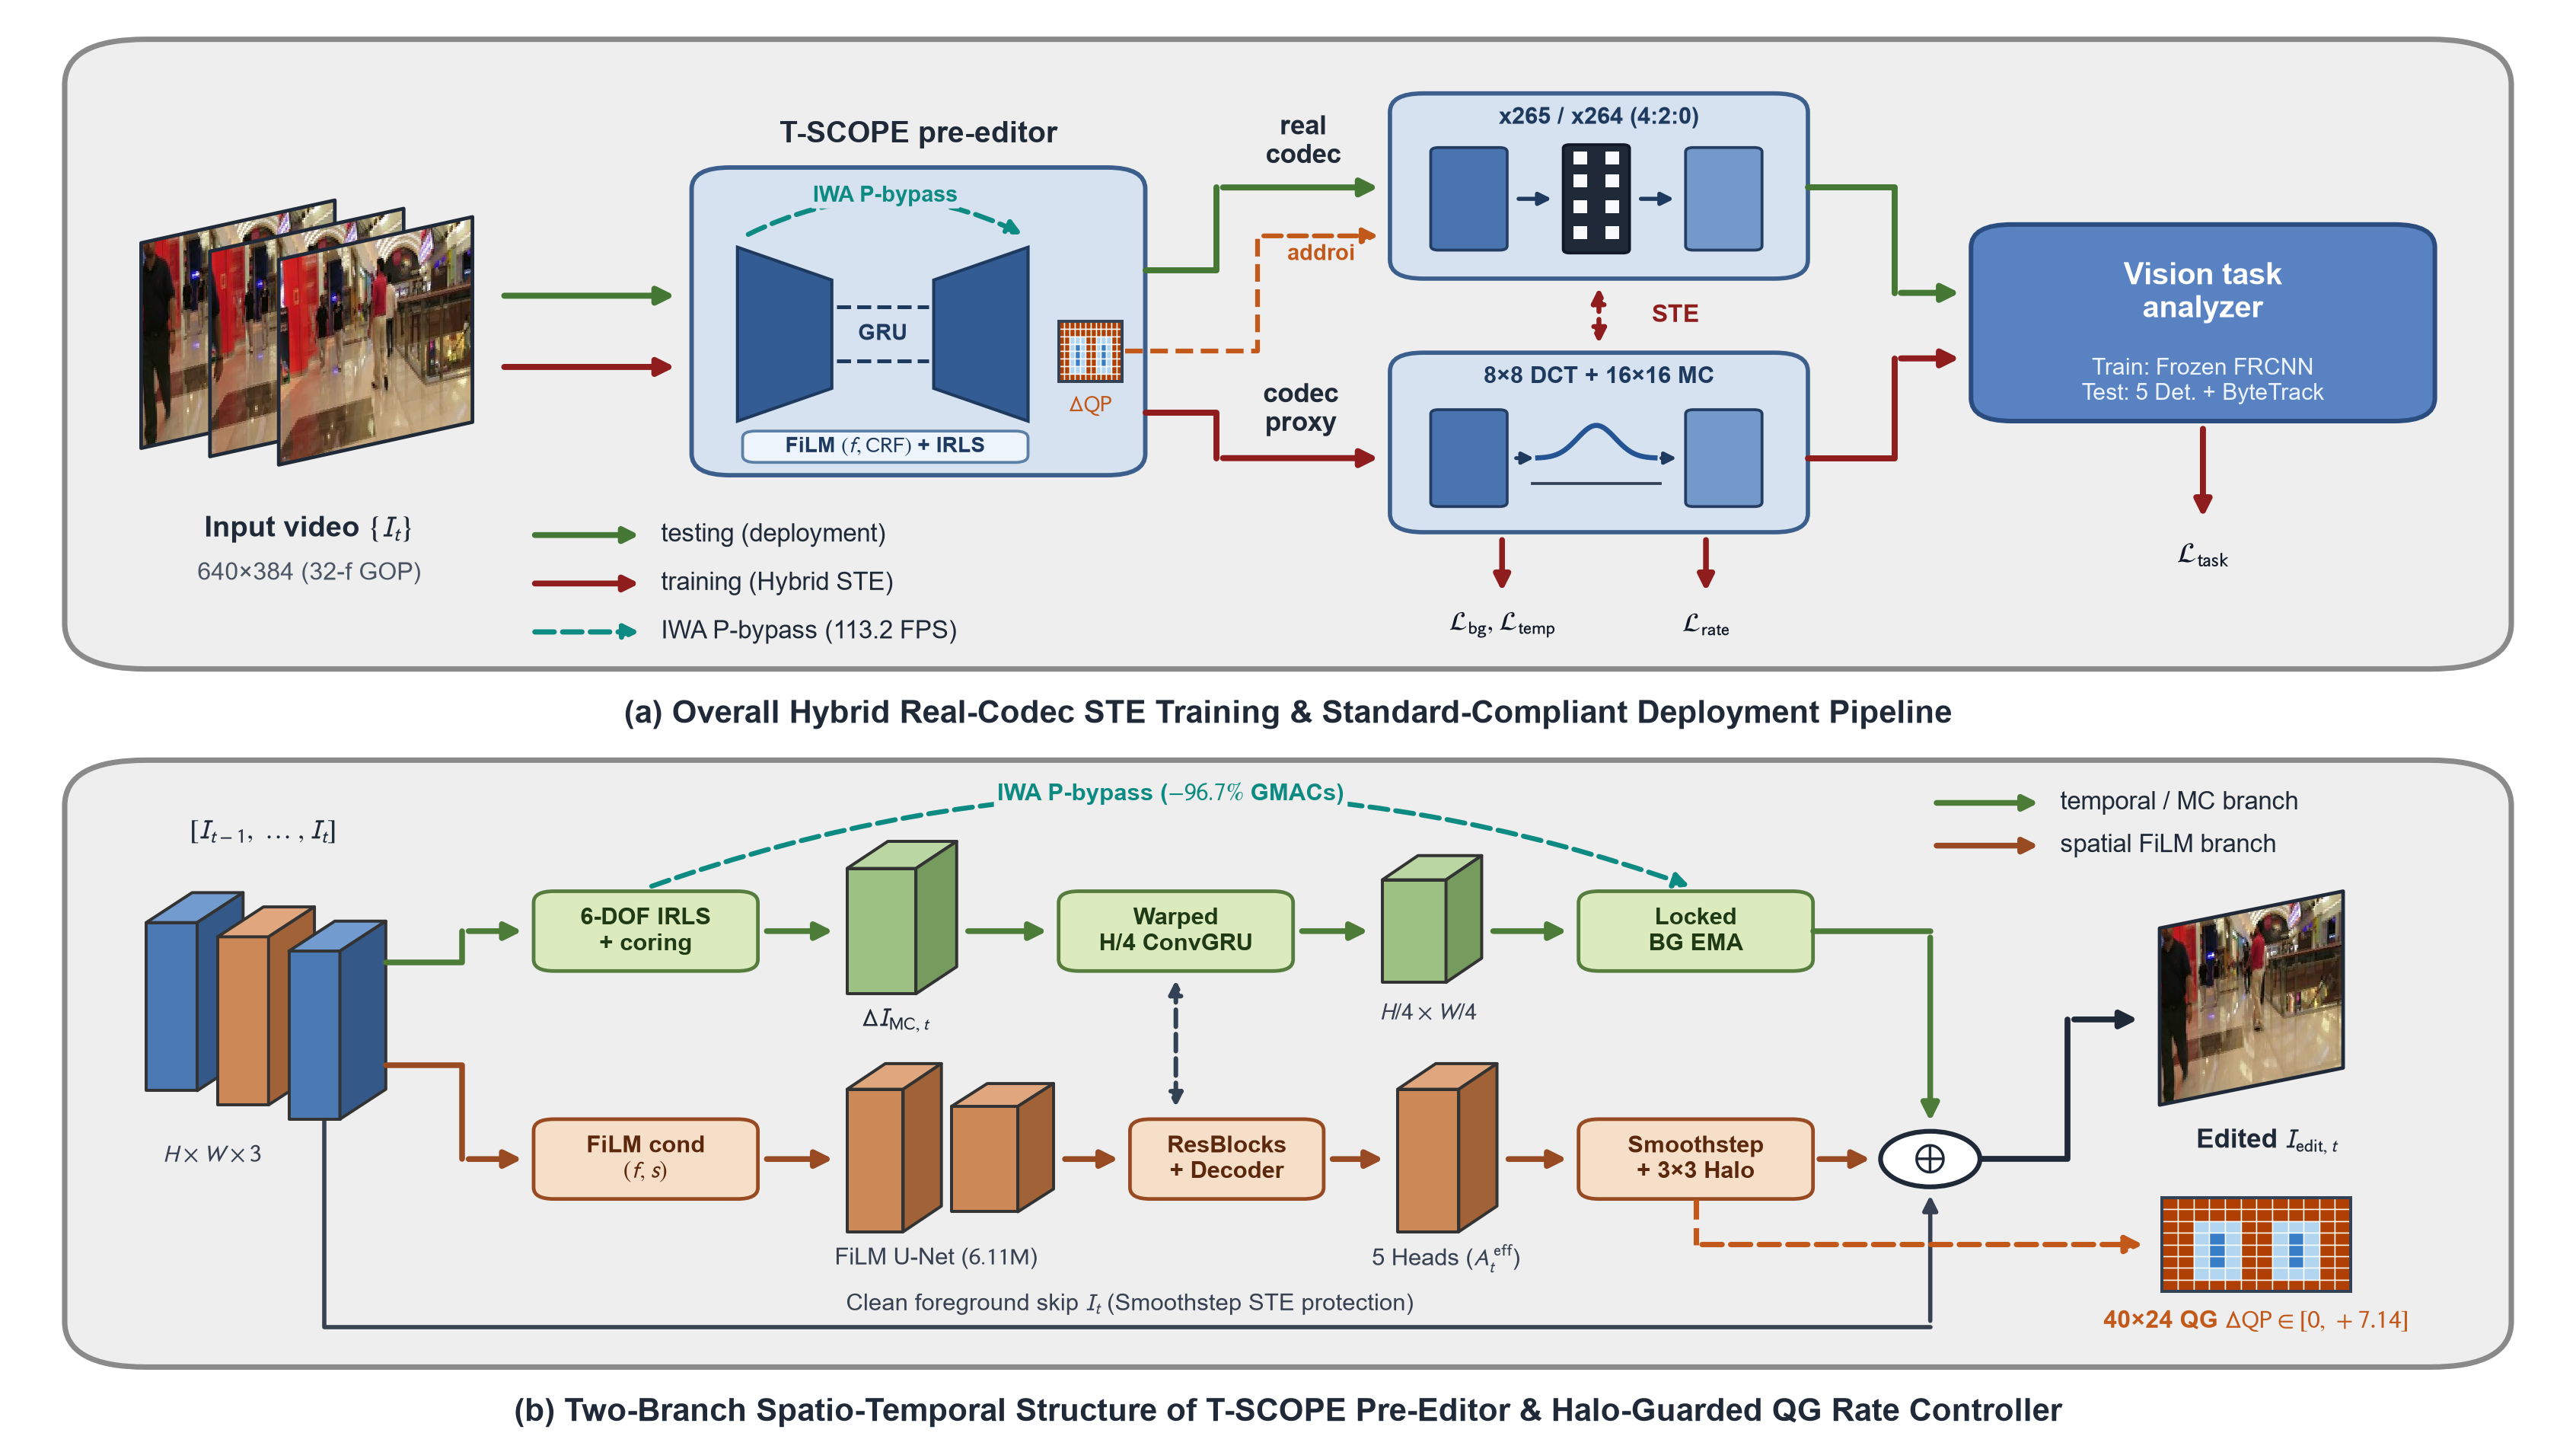 T-SCOPE pre-editor
IWA P-bypass
GRU
ΔQP
FiLM (f, CRF) + IRLS
real
codec
addroi
codec
proxy
x265 / x264 (4:2:0)
STE
8×8 DCT + 16×16 MC
Vision task
analyzer
Train: Frozen FRCNN
Test: 5 Det. + ByteTrack
ℒtask
ℒbg, ℒtemp
ℒrate
Input video {It}
640×384 (32-f GOP)
testing (deployment)
training (Hybrid STE)
IWA P-bypass (113.2 FPS)
(a) Overall Hybrid Real-Codec STE Training & Standard-Compliant Deployment Pipeline
IWA P-bypass (−96.7% GMACs)
temporal / MC branch
spatial FiLM branch
[It−1, … , It]
H × W × 3
6-DOF IRLS
+ coring
ΔIMC, t
Warped
H/4 ConvGRU
H/4 × W/4
Locked
BG EMA
FiLM cond
(f, s)
FiLM U-Net (6.11M)
ResBlocks
+ Decoder
5 Heads (At^eff)
Smoothstep
+ 3×3 Halo
⊕
Edited Iedit, t
Clean foreground skip It (Smoothstep STE protection)
40×24 QG ΔQP ∈ [0, +7.14]
(b) Two-Branch Spatio-Temporal Structure of T-SCOPE Pre-Editor & Halo-Guarded QG Rate Controller